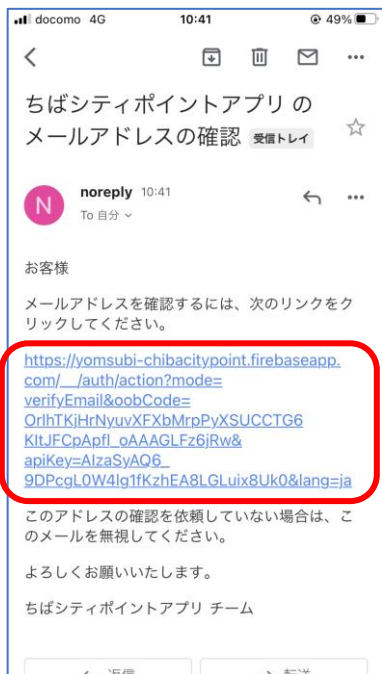 docomo 4G 10:41 49%
ちばシティポイントアプリ の
メールアドレスの確認 受信トレイ
N noreply 10:41
To 自分
お客様
メールアドレスを確認するには、次のリンクをク
リックしてください。
https://yomsubi-chibacitypoint.firebaseapp.
com/__/auth/action?mode=
verifyEmail&oobCode=
OrlhTKjHrNyuvXFXbMrpPyXSUCCTG6
KItJFCpApfl_oAAAGLFz6jRw&
apiKey=AIzaSyAQ6_
9DPcgL0W4lg1fKzhEA8LGLuix8Uk0&lang=ja
このアドレスの確認を依頼していない場合は、こ
のメールを無視してください。
よろしくお願いいたします。
ちばシティポイントアプリ チーム
返信 転送